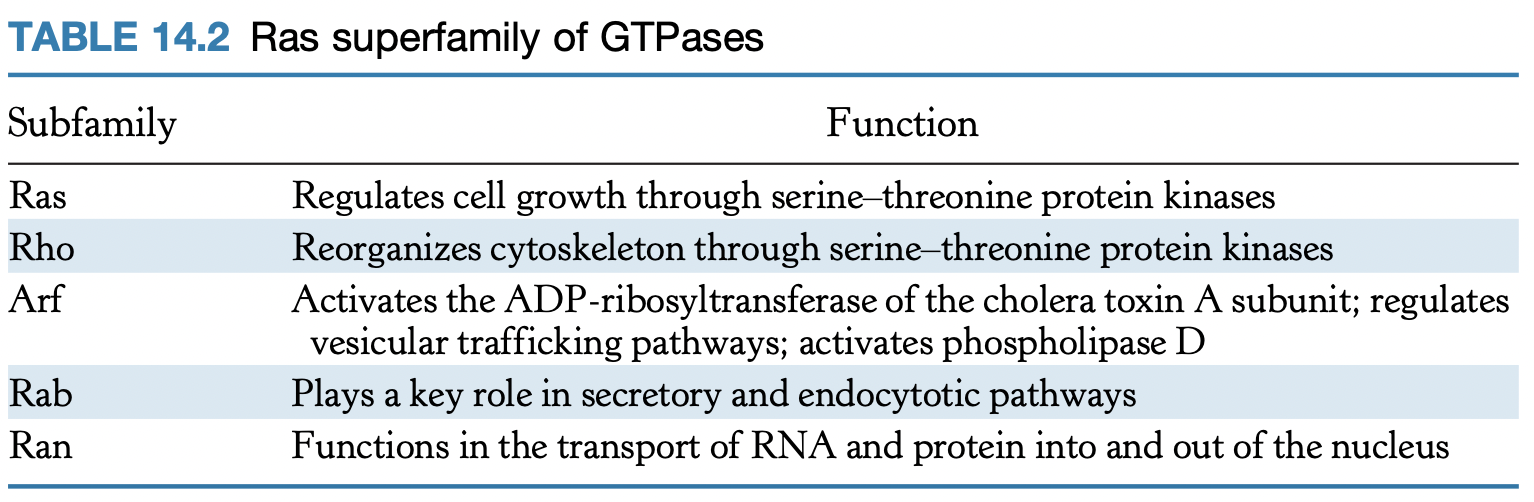 TABLE 14.2 Ras superfamily of GTPases
Subfamily Function
Ras Regulates cell growth through serine–threonine protein kinases
Rho Reorganizes cytoskeleton through serine–threonine protein kinases
Arf Activates the ADP-ribosyltransferase of the cholera toxin A subunit; regulates
vesicular trafficking pathways; activates phospholipase D
Rab Plays a key role in secretory and endocytotic pathways
Ran Functions in the transport of RNA and protein into and out of the nucleus